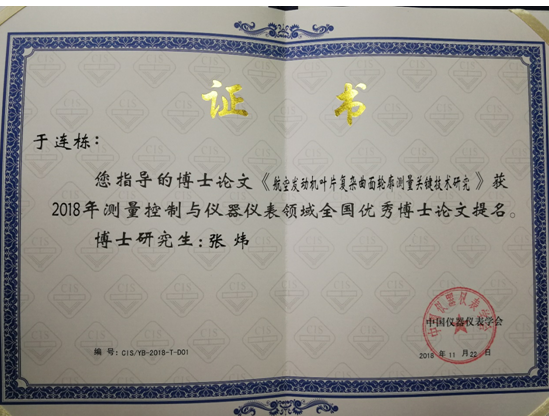 证 书
于连栋：
您指导的博士论文《航空发动机叶片复杂曲面轮廓测量关键技术研究》获
2018年测量控制与仪器仪表领域全国优秀博士论文提名。
博士研究生：张炜
中国仪器仪表学会
编号：CIS/YB-2018-T-001
2018年11月22日